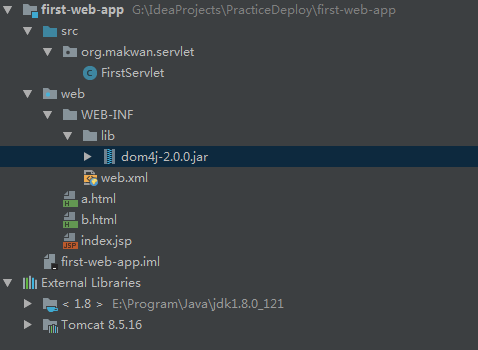 first-web-app G:\IdeaProjects\PracticeDeploy\first-web-app
src
org.makwan.servlet
C FirstServlet
web
WEB-INF
lib
dom4j-2.0.0.jar
web.xml
H a.html
H b.html
JSP index.jsp
first-web-app.iml
External Libraries
< 1.8 > E:\Program\Java\jdk1.8.0_121
Tomcat 8.5.16